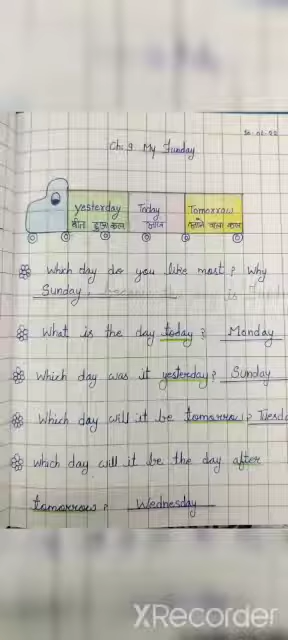 Ch: 9 My Funday
yesterday Today Tomorrow
बीता हुआ कल आज आने वाला कल
Which day do you like most? Why
Sunday
What is the day today? Monday
Which day was it yesterday? Sunday
Which day will it be tomorrow? Tuesd
which day will it be the day after
tomorrow? Wednesday
XRecorder